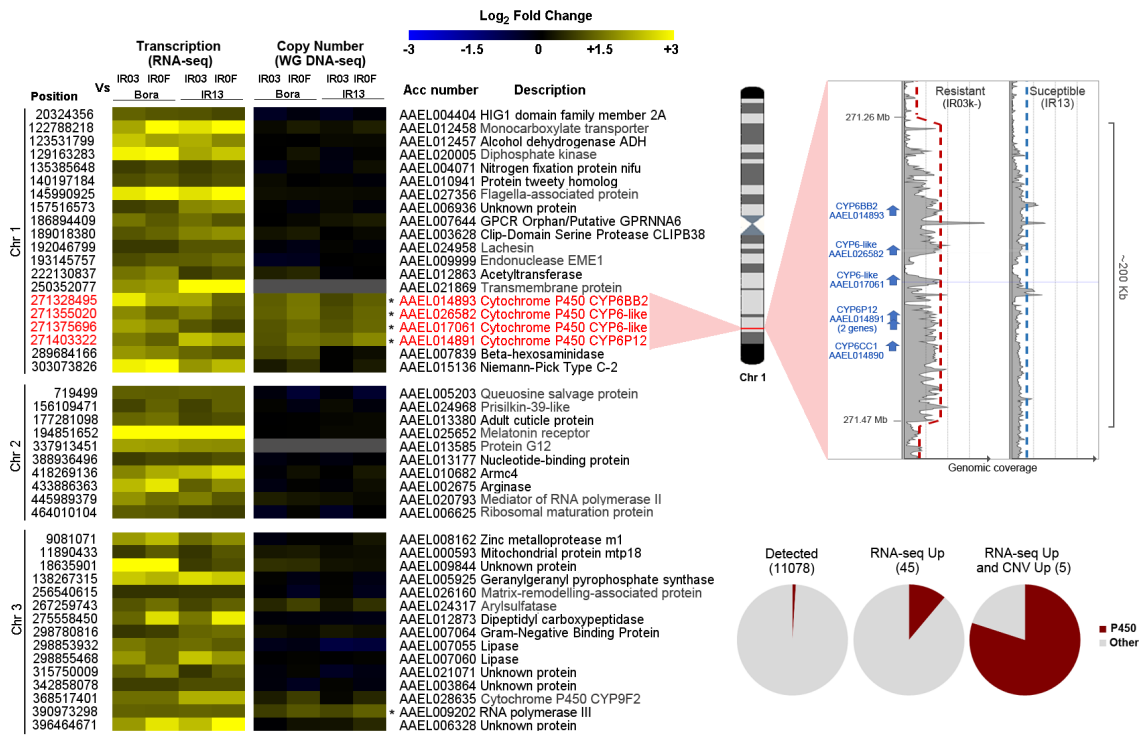 Log2 Fold Change
-3 -1.5 0 +1.5 +3
Transcription (RNA-seq)
Copy Number (WG DNA-seq)
IR03 IR0F IR03 IR0F IR03 IR0F IR03 IR0F
Vs Bora IR13 Bora IR13
Position Acc number Description
Chr 1
20324356 AAEL004404 HIG1 domain family member 2A
122788218 AAEL012458 Monocarboxylate transporter
123531799 AAEL012457 Alcohol dehydrogenase ADH
129163283 AAEL020005 Diphosphate kinase
135385648 AAEL004071 Nitrogen fixation protein nifu
140197184 AAEL010941 Protein tweety homolog
145990925 AAEL027356 Flagella-associated protein
157516573 AAEL006936 Unknown protein
186894409 AAEL007644 GPCR Orphan/Putative GPRNNA6
189018380 AAEL003628 Clip-Domain Serine Protease CLIPB38
192046799 AAEL024958 Lachesin
193145757 AAEL009999 Endonuclease EME1
222130837 AAEL012863 Acetyltransferase
250352077 AAEL021869 Transmembrane protein
271328495 * AAEL014893 Cytochrome P450 CYP6BB2
271355020 * AAEL026582 Cytochrome P450 CYP6-like
271375696 * AAEL017061 Cytochrome P450 CYP6-like
271403322 * AAEL014891 Cytochrome P450 CYP6P12
289684166 AAEL007839 Beta-hexosaminidase
303073826 AAEL015136 Niemann-Pick Type C-2
Chr 2
719499 AAEL005203 Queuosine salvage protein
156109471 AAEL024968 Prisilkin-39-like
177281098 AAEL013380 Adult cuticle protein
194851652 AAEL025652 Melatonin receptor
337913451 AAEL013585 Protein G12
388936496 AAEL013177 Nucleotide-binding protein
418269136 AAEL010682 Armc4
433886363 AAEL002675 Arginase
445989379 AAEL020793 Mediator of RNA polymerase II
464010104 AAEL006625 Ribosomal maturation protein
Chr 3
9081071 AAEL008162 Zinc metalloprotease m1
11890433 AAEL000593 Mitochondrial protein mtp18
18635901 AAEL009844 Unknown protein
138267315 AAEL005925 Geranylgeranyl pyrophosphate synthase
256540615 AAEL026160 Matrix-remodelling-associated protein
267259743 AAEL024317 Arylsulfatase
275558450 AAEL012873 Dipeptidyl carboxypeptidase
298780816 AAEL007064 Gram-Negative Binding Protein
298853932 AAEL007055 Lipase
298855468 AAEL007060 Lipase
315750009 AAEL021071 Unknown protein
342858078 AAEL003864 Unknown protein
368517401 AAEL028635 Cytochrome P450 CYP9F2
390973298 * AAEL009202 RNA polymerase III
396464671 AAEL006328 Unknown protein
Chr 1
Resistant
(IR03k-)
Suceptible
(IR13)
271.26 Mb
CYP6BB2
AAEL014893
CYP6-like
AAEL026582
CYP6-like
AAEL017061
CYP6P12
AAEL014891
(2 genes)
CYP6CC1
AAEL014890
271.47 Mb
Genomic coverage
~200 Kb
Detected
(11078)
RNA-seq Up
(45)
RNA-seq Up
and CNV Up (5)
P450
Other